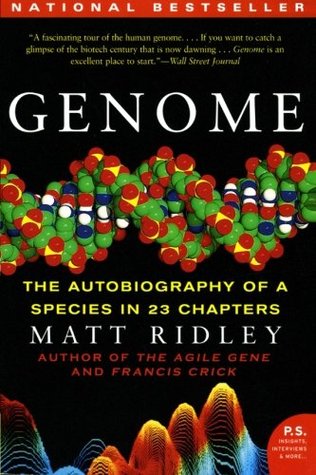 NATIONAL BESTSELLER
"A fascinating tour of the human genome. . . . If you want to catch a
glimpse of the biotech century that is now dawning . . . Genome is
an excellent place to start."—Wall Street Journal
GENOME
THE AUTOBIOGRAPHY OF A
SPECIES IN 23 CHAPTERS
MATT RIDLEY
AUTHOR OF THE AGILE GENE
AND FRANCIS CRICK
P.S.
INSIGHTS,
INTERVIEWS
& MORE...